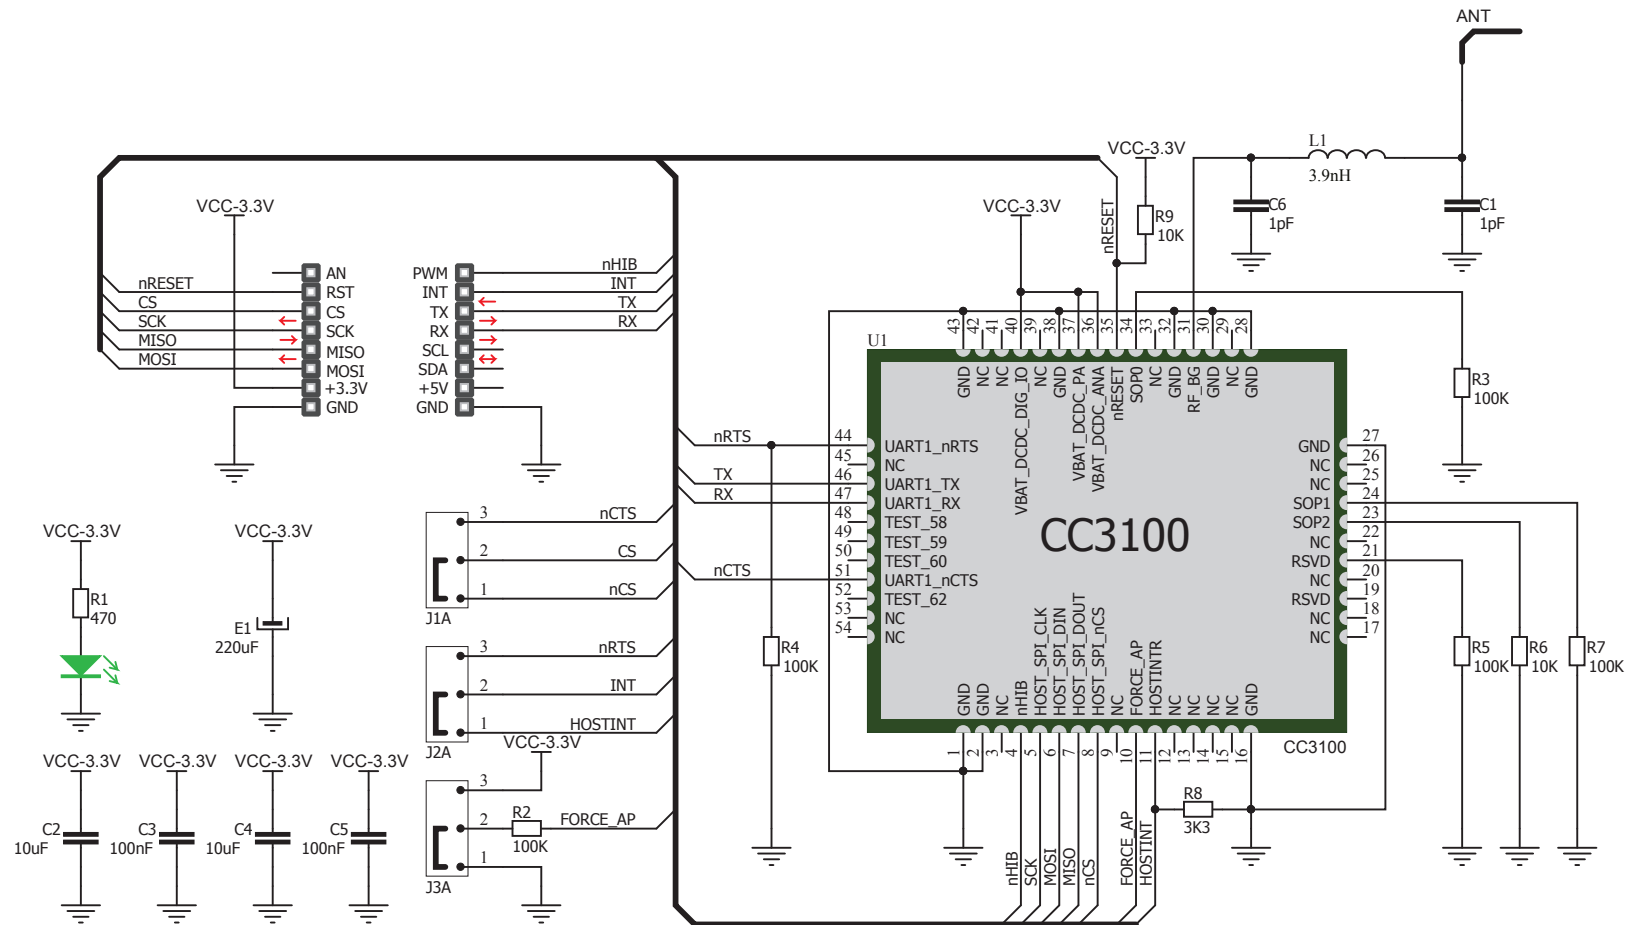 ANT
VCC-3.3V
L1
3.9nH
C6
1pF
C1
1pF
R9
10K
nRESET
VCC-3.3V
VCC-3.3V
nRESET
CS
SCK
MISO
MOSI
AN
RST
CS
SCK
MISO
MOSI
+3.3V
GND
PWM
INT
TX
RX
SCL
SDA
+5V
GND
nHIB
INT
TX
RX
U1
43 42 41 40 39 38 37 36 35 34 33 32 31 30 29 28
GND NC NC VBAT_DCDC_DIG_IO NC GND VBAT_DCDC_PA VBAT_DCDC_ANA nRESET SOP0 NC GND RF_BG GND NC GND
R3
100K
nRTS
TX
RX
nCTS
44 UART1_nRTS
45 NC
46 UART1_TX
47 UART1_RX
48 TEST_58
49 TEST_59
50 TEST_60
51 UART1_nCTS
52 TEST_62
53 NC
54 NC
CC3100
GND 27
NC 26
NC 25
SOP1 24
SOP2 23
NC 22
RSVD 21
NC 20
RSVD 19
NC 18
NC 17
GND GND NC nHIB HOST_SPI_CLK HOST_SPI_DIN HOST_SPI_DOUT HOST_SPI_nCS NC FORCE_AP HOSTINTR NC NC NC NC GND
1 2 3 4 5 6 7 8 9 10 11 12 13 14 15 16
CC3100
R4
100K
R5
100K
R6
10K
R7
100K
R8
3K3
nHIB SCK MOSI MISO nCS FORCE_AP HOSTINT
VCC-3.3V
R1
470
VCC-3.3V
E1
220uF
3 nCTS
2 CS
1 nCS
J1A
3 nRTS
2 INT
1 HOSTINT
J2A
VCC-3.3V
3
2 R2 FORCE_AP
100K
1
J3A
VCC-3.3V VCC-3.3V VCC-3.3V VCC-3.3V
C2
10uF
C3
100nF
C4
10uF
C5
100nF